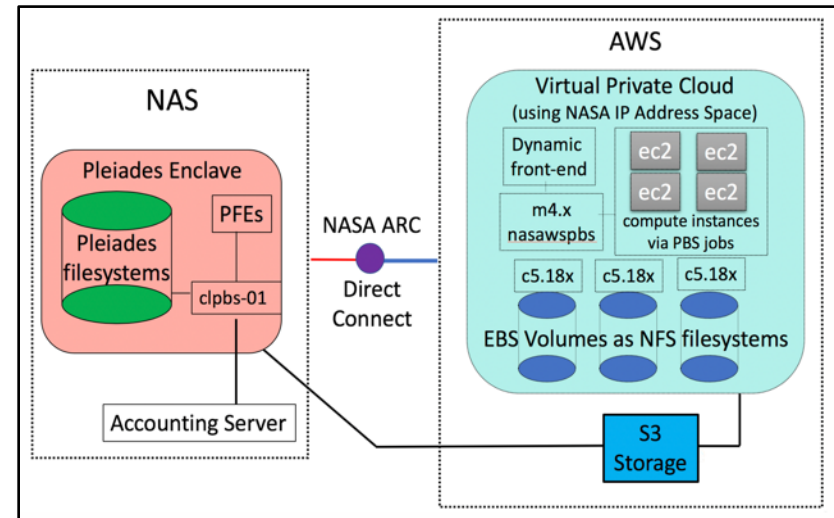 NAS
Pleiades Enclave
PFEs
Pleiades
filesystems
clpbs-01
Accounting Server
NASA ARC
Direct
Connect
AWS
Virtual Private Cloud
(using NASA IP Address Space)
Dynamic
front-end
m4.x
nasawspbs
ec2 ec2
ec2 ec2
compute instances
via PBS jobs
c5.18x c5.18x c5.18x
EBS Volumes as NFS filesystems
S3
Storage